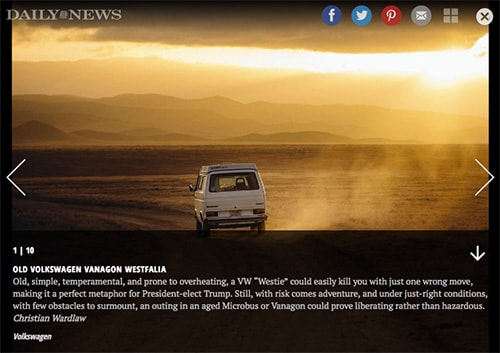 DAILY NEWS
1 | 10
OLD VOLKSWAGEN VANAGON WESTFALIA
Old, simple, temperamental, and prone to overheating, a VW "Westie" could easily kill you with just one wrong move,
making it a perfect metaphor for President-elect Trump. Still, with risk comes adventure, and under just-right conditions,
with few obstacles to surmount, an outing in an aged Microbus or Vanagon could prove liberating rather than hazardous.
Christian Wardlaw
Volkswagen